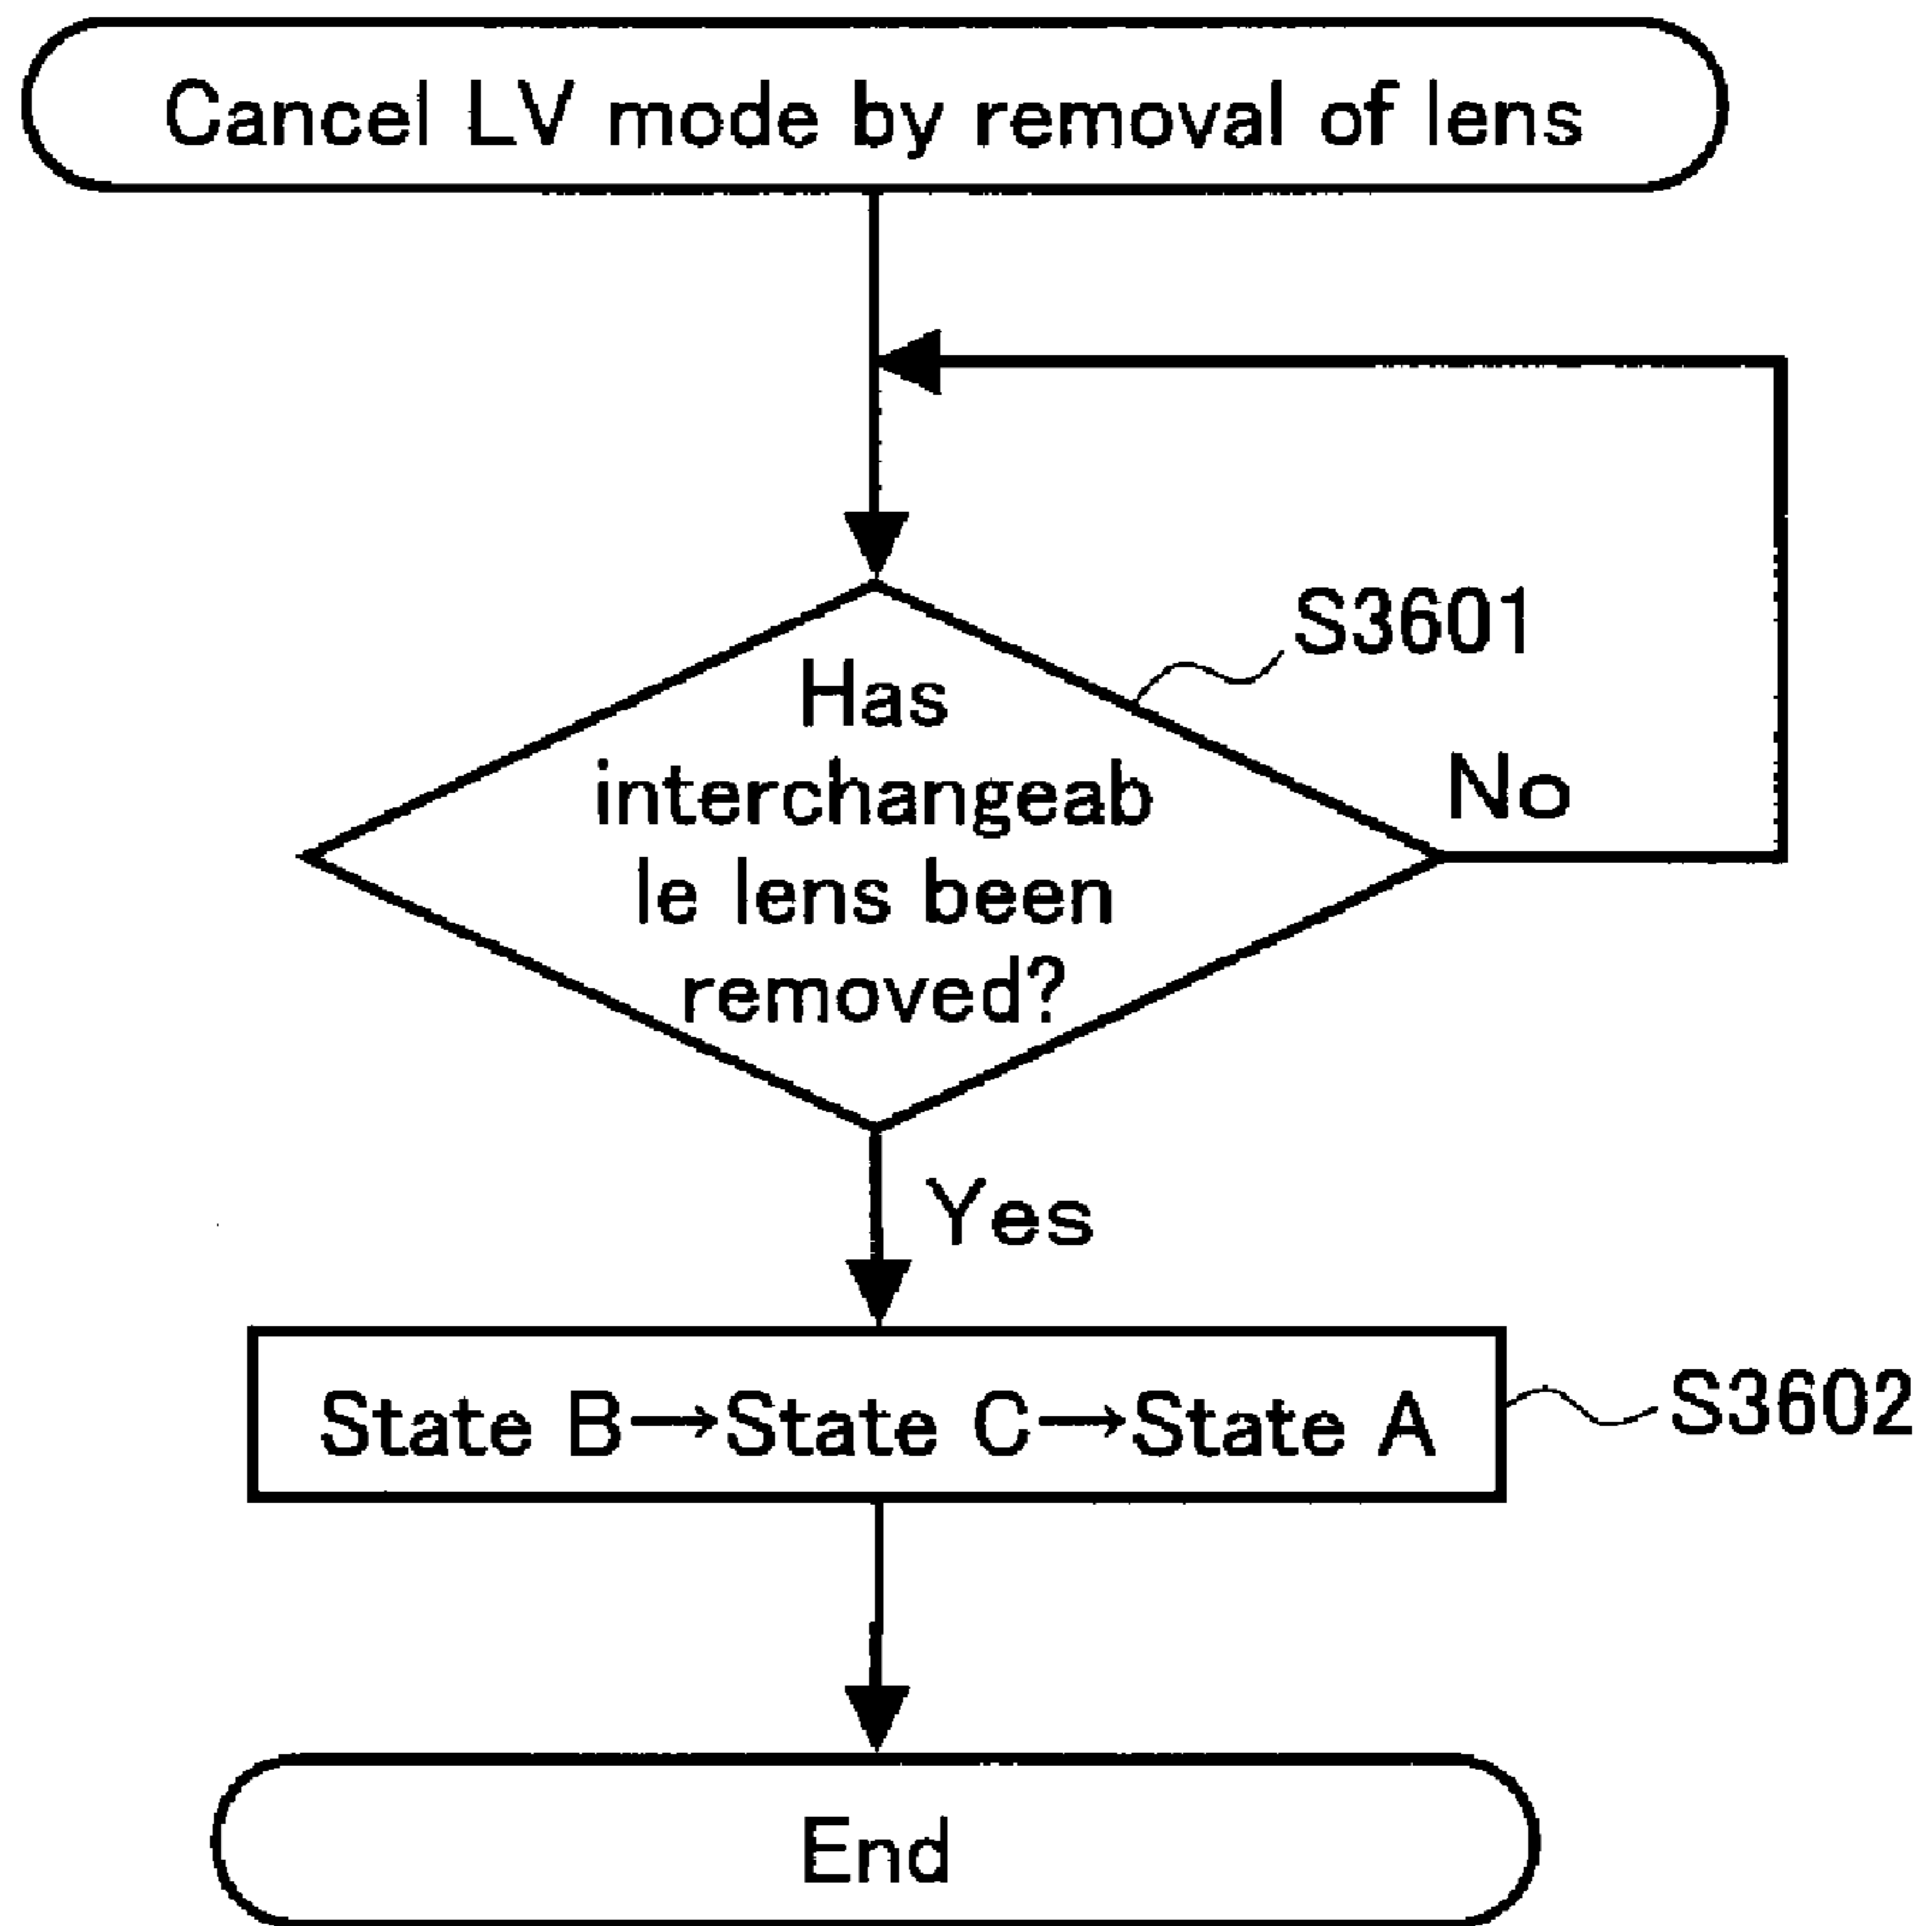 Cancel LV mode by removal of lens
S3601
Has
interchangeab
le lens been
removed?
No
Yes
State B→State C→State A
S3602
End